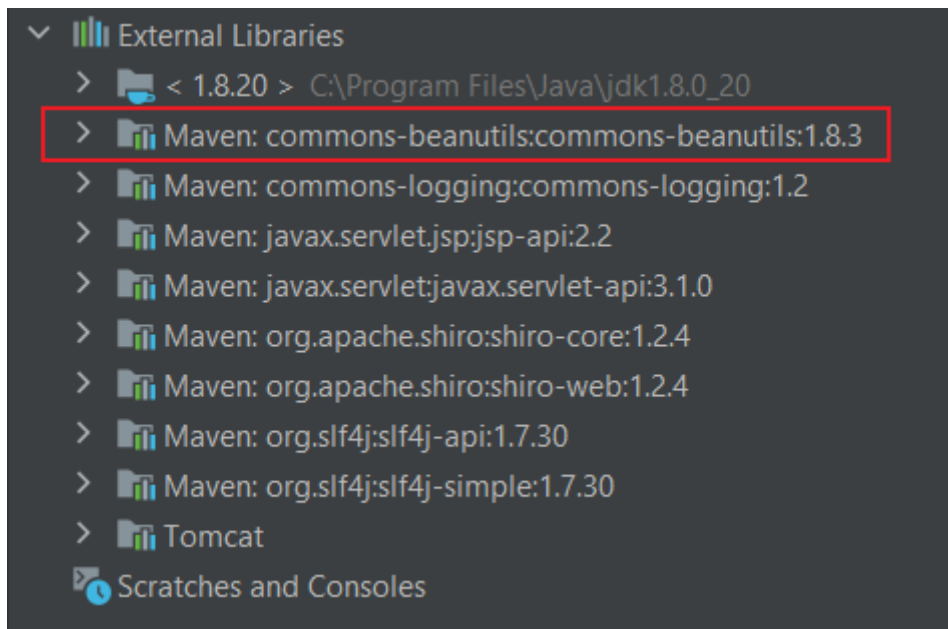 External Libraries
< 1.8.20 > C:\Program Files\Java\jdk1.8.0_20
Maven: commons-beanutils:commons-beanutils:1.8.3
Maven: commons-logging:commons-logging:1.2
Maven: javax.servlet.jsp:jsp-api:2.2
Maven: javax.servlet:javax.servlet-api:3.1.0
Maven: org.apache.shiro:shiro-core:1.2.4
Maven: org.apache.shiro:shiro-web:1.2.4
Maven: org.slf4j:slf4j-api:1.7.30
Maven: org.slf4j:slf4j-simple:1.7.30
Tomcat
Scratches and Consoles